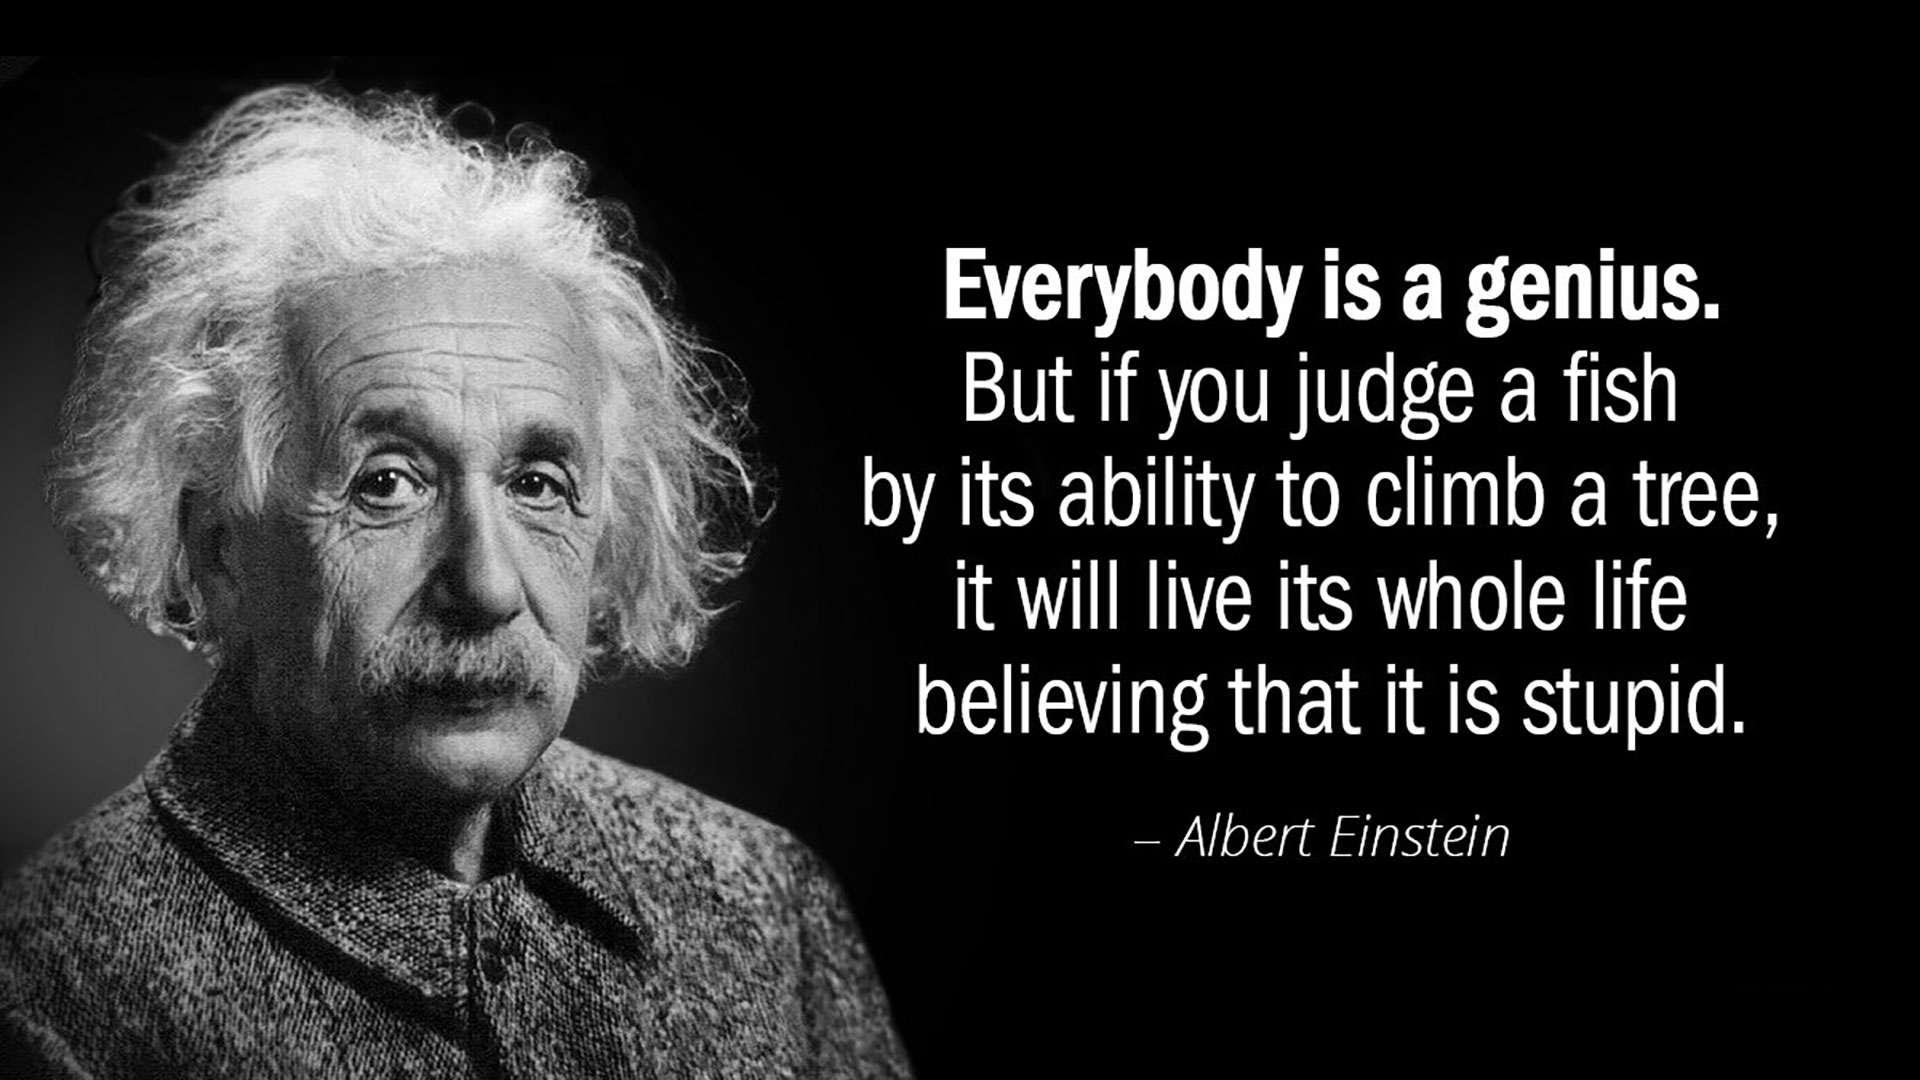 Everybody is a genius.
But if you judge a fish
by its ability to climb a tree,
it will live its whole life
believing that it is stupid.
– Albert Einstein